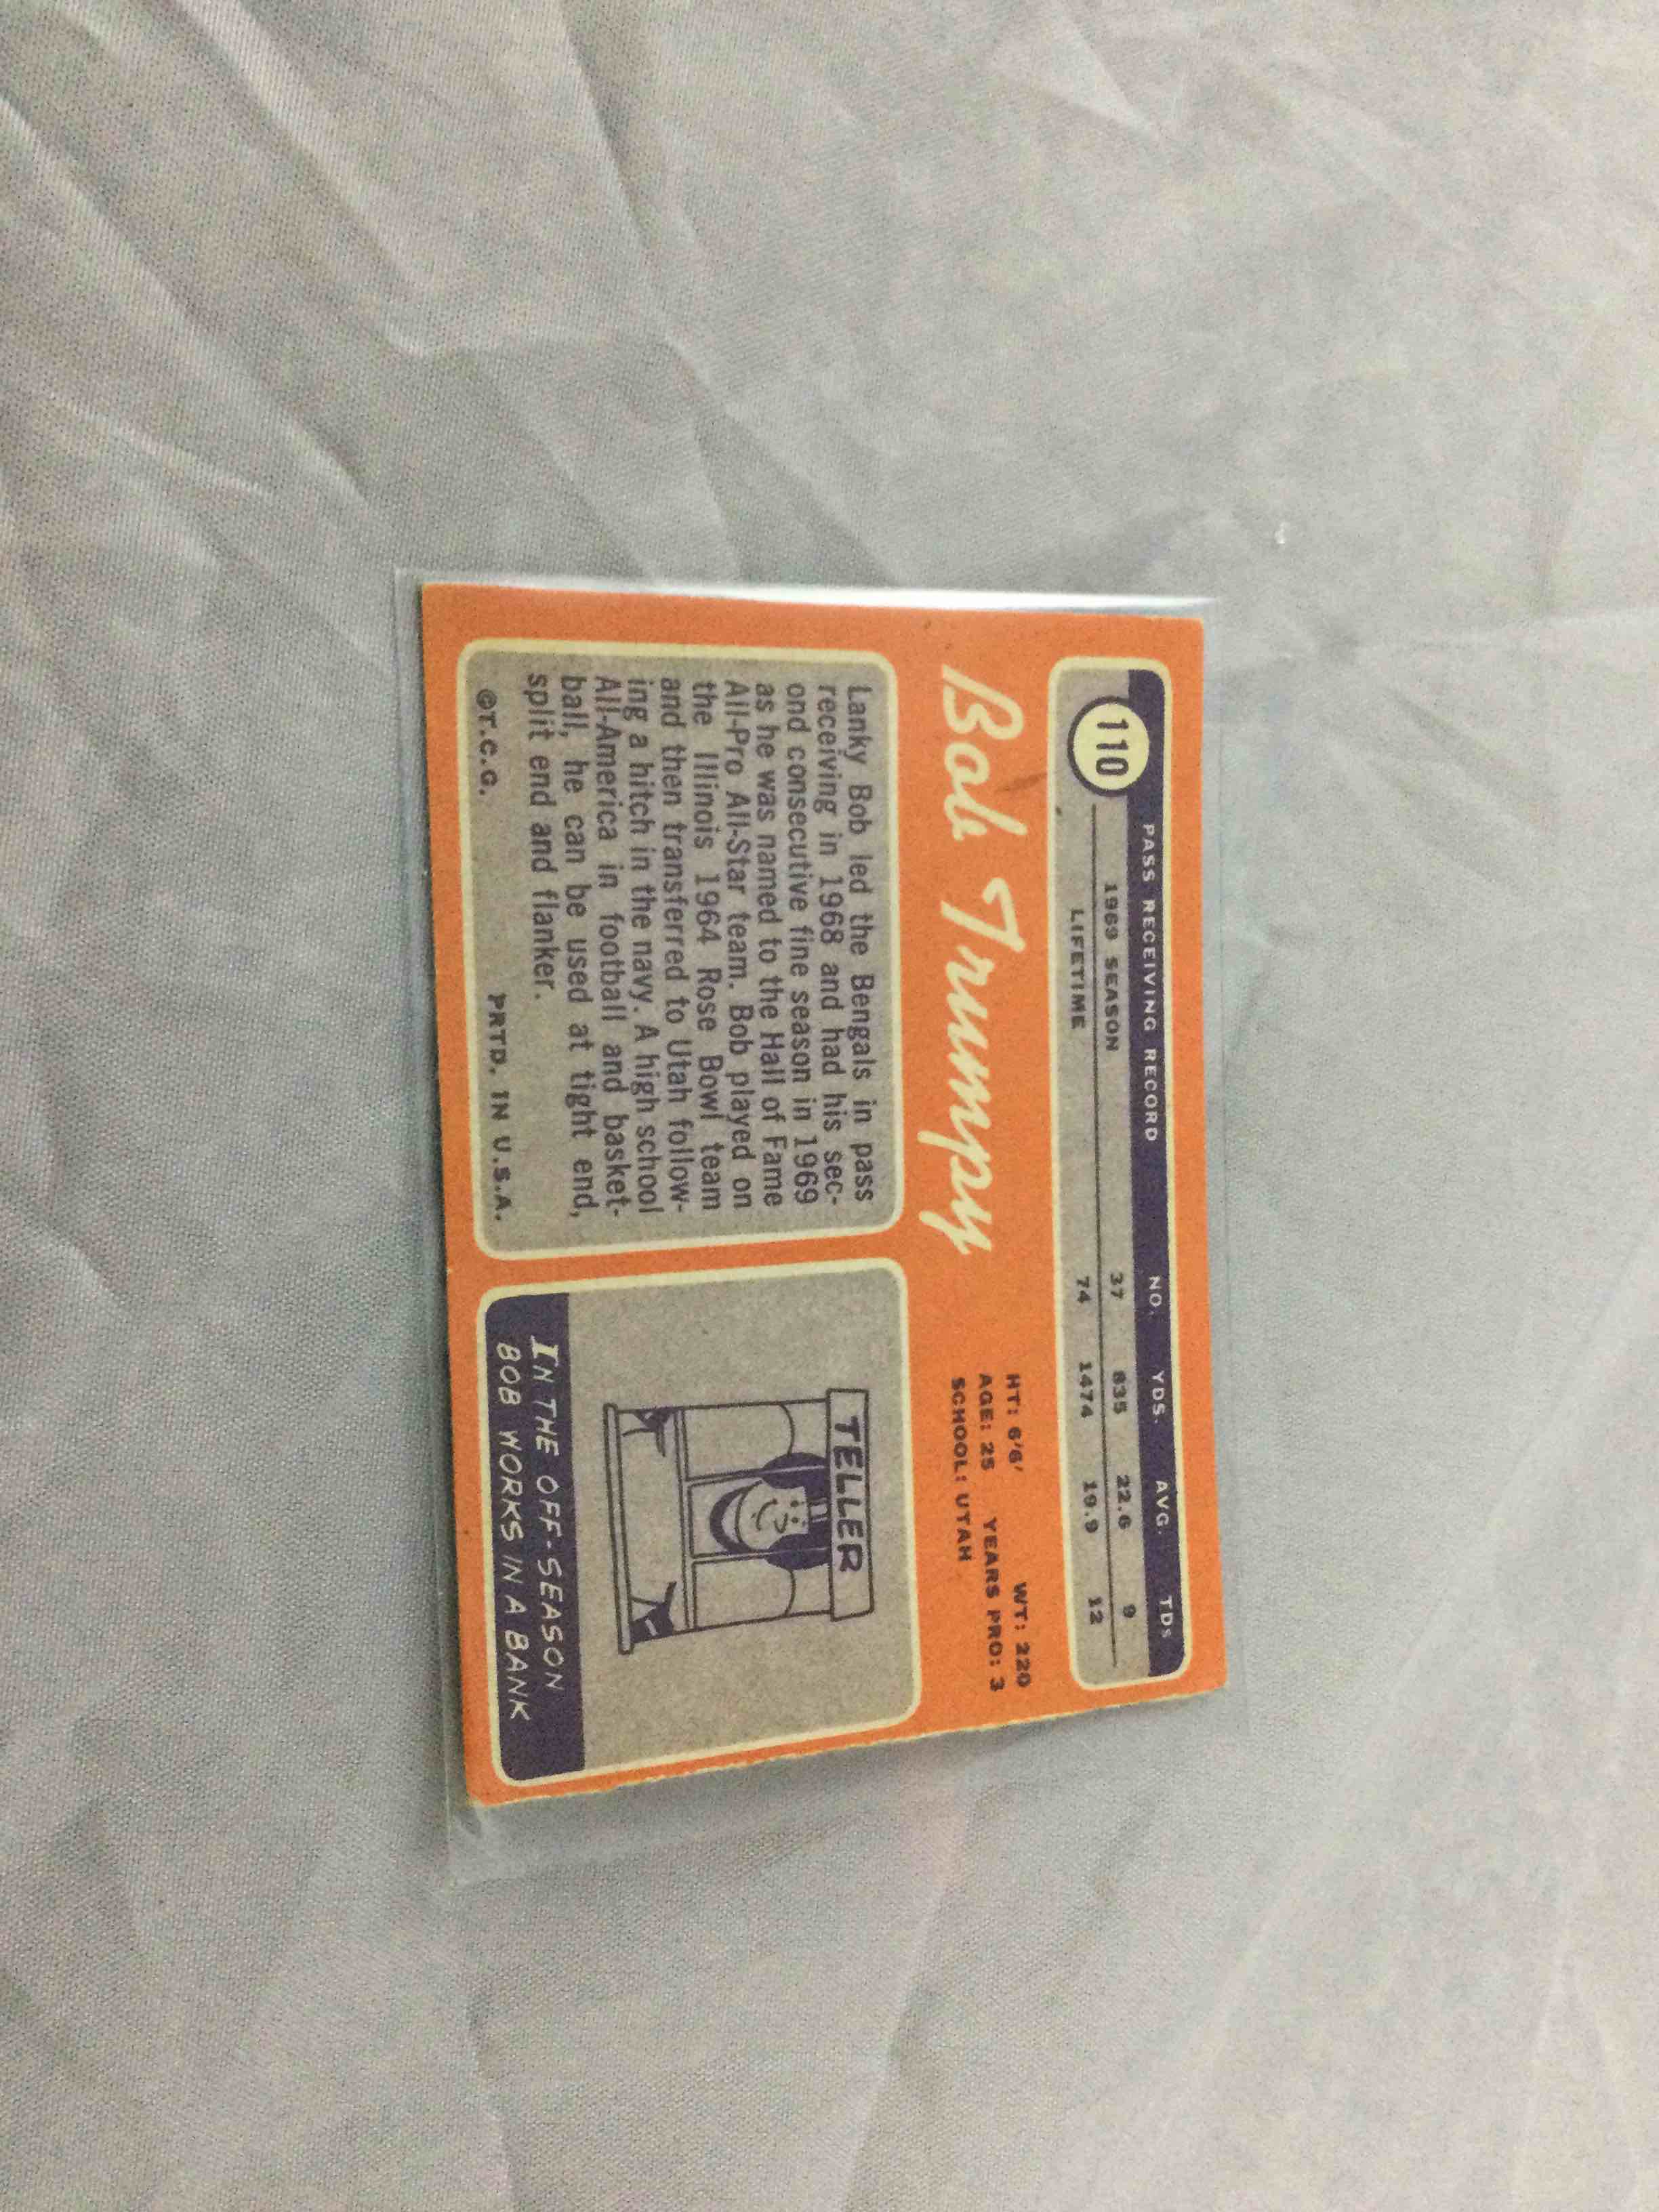 110
PASS RECEIVING RECORD NO. YDS. AVG. TDs
1969 SEASON 37 835 22.6 9
LIFETIME 74 1474 19.9 12
Bob Trumpy
HT: 6'6' WT: 220
AGE: 25 YEARS PRO: 3
SCHOOL: UTAH
Lanky Bob led the Bengals in pass
receiving in 1968 and had his sec-
ond consecutive fine season in 1969
as he was named to the Hall of Fame
All-Pro All-Star team. Bob played on
the Illinois 1964 Rose Bowl team
and then transferred to Utah follow-
ing a hitch in the navy. A high school
All-America in football and basket-
ball, he can be used at tight end,
split end and flanker.
©T.C.G. PRTD. IN U.S.A.
TELLER
IN THE OFF-SEASON
BOB WORKS IN A BANK